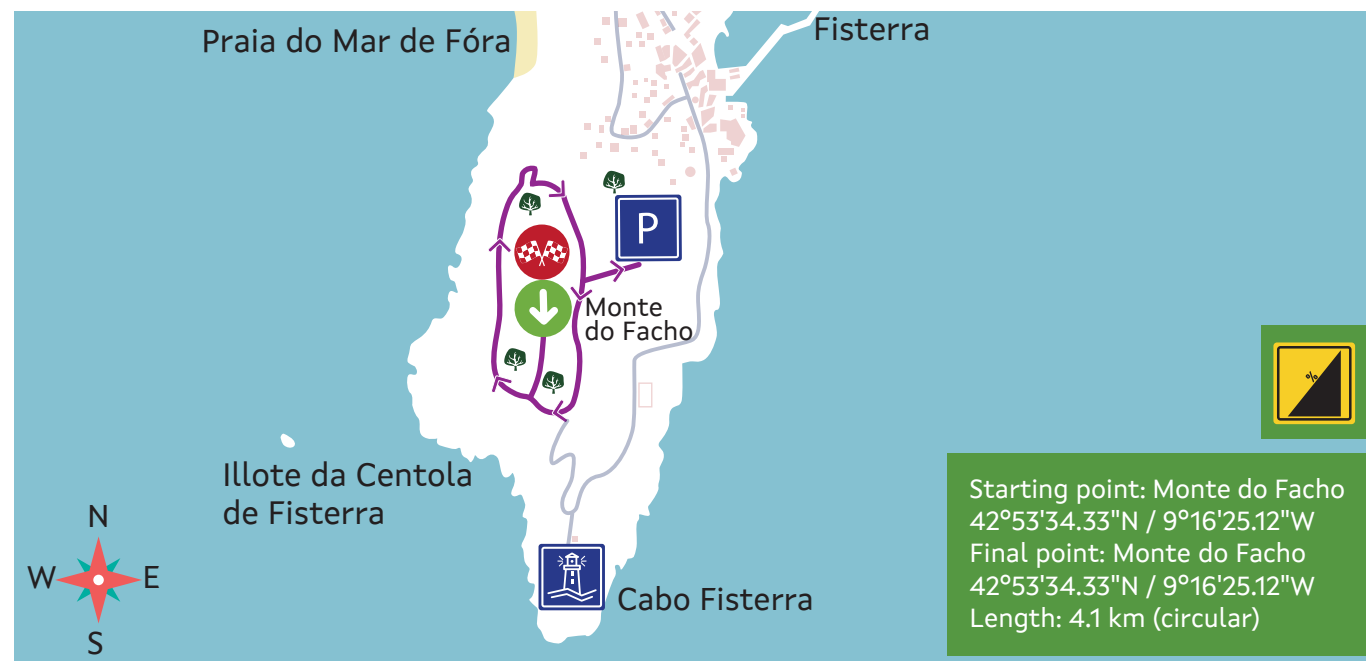 Praia do Mar de Fóra
Fisterra
P
Monte
do Facho
%
Illote da Centola
de Fisterra
N
W
E
S
Cabo Fisterra
Starting point: Monte do Facho
42°53'34.33"N / 9°16'25.12"W
Final point: Monte do Facho
42°53'34.33"N / 9°16'25.12"W
Length: 4.1 km (circular)